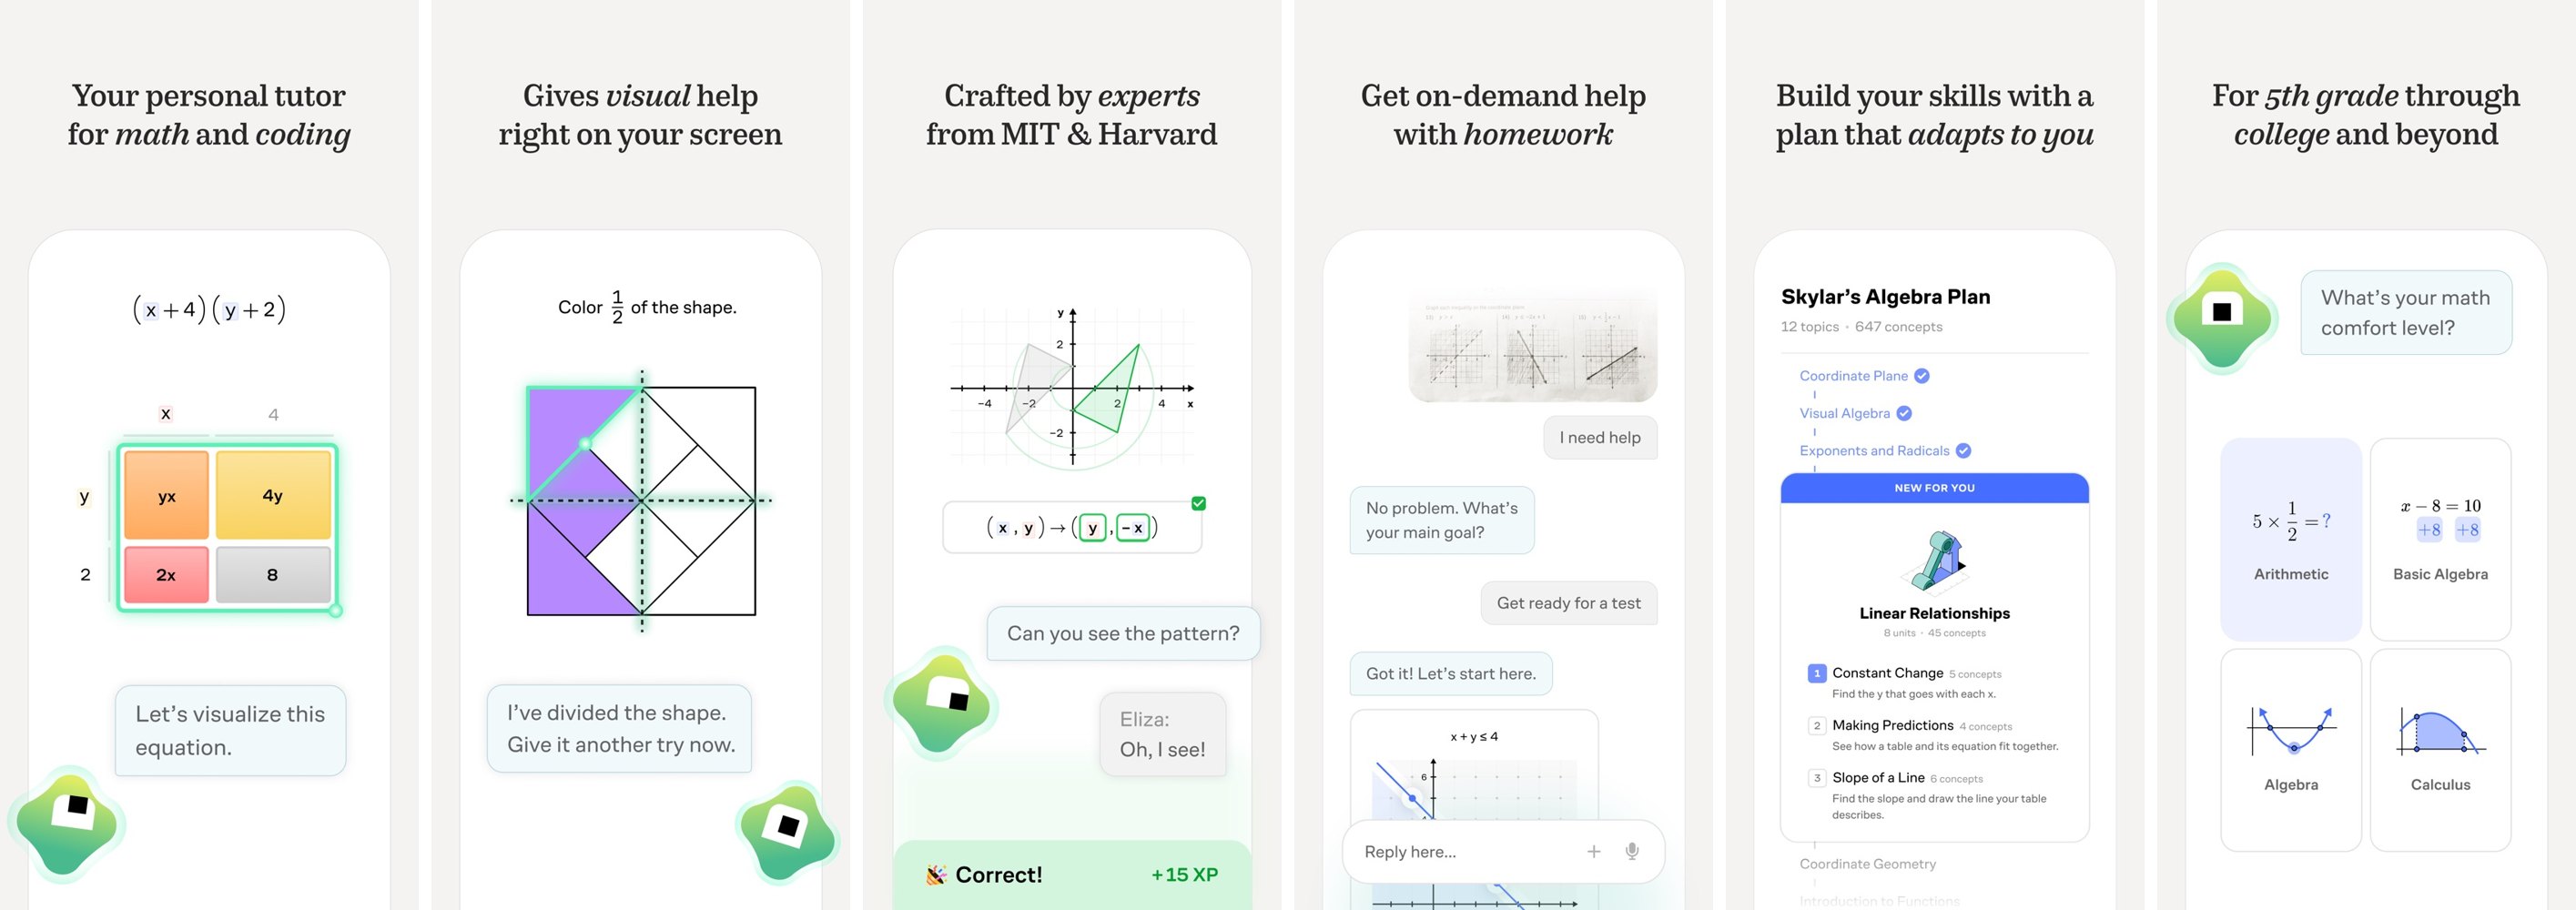 Your personal tutor
for math and coding
(x+4)(y+2)
x 4
y yx 4y
2 2x 8
Let's visualize this
equation.
Gives visual help
right on your screen
Color 1/2 of the shape.
I've divided the shape.
Give it another try now.
Crafted by experts
from MIT & Harvard
y
2
−4 −2 2 4 x
−2
(x, y) → (y, −x)
Can you see the pattern?
Eliza:
Oh, I see!
🎉 Correct! +15 XP
Get on-demand help
with homework
I need help
No problem. What's
your main goal?
Get ready for a test
Got it! Let's start here.
x + y ≤ 4
6
Reply here...
Build your skills with a
plan that adapts to you
Skylar's Algebra Plan
12 topics · 647 concepts
Coordinate Plane
Visual Algebra
Exponents and Radicals
NEW FOR YOU
Linear Relationships
8 units · 45 concepts
1 Constant Change 5 concepts
Find the y that goes with each x.
2 Making Predictions 4 concepts
See how a table and its equation fit together.
3 Slope of a Line 6 concepts
Find the slope and draw the line your table
describes.
Coordinate Geometry
Introduction to Functions
For 5th grade through
college and beyond
What's your math
comfort level?
5 × 1/2 = ?
Arithmetic
x − 8 = 10
+8 +8
Basic Algebra
Algebra
Calculus